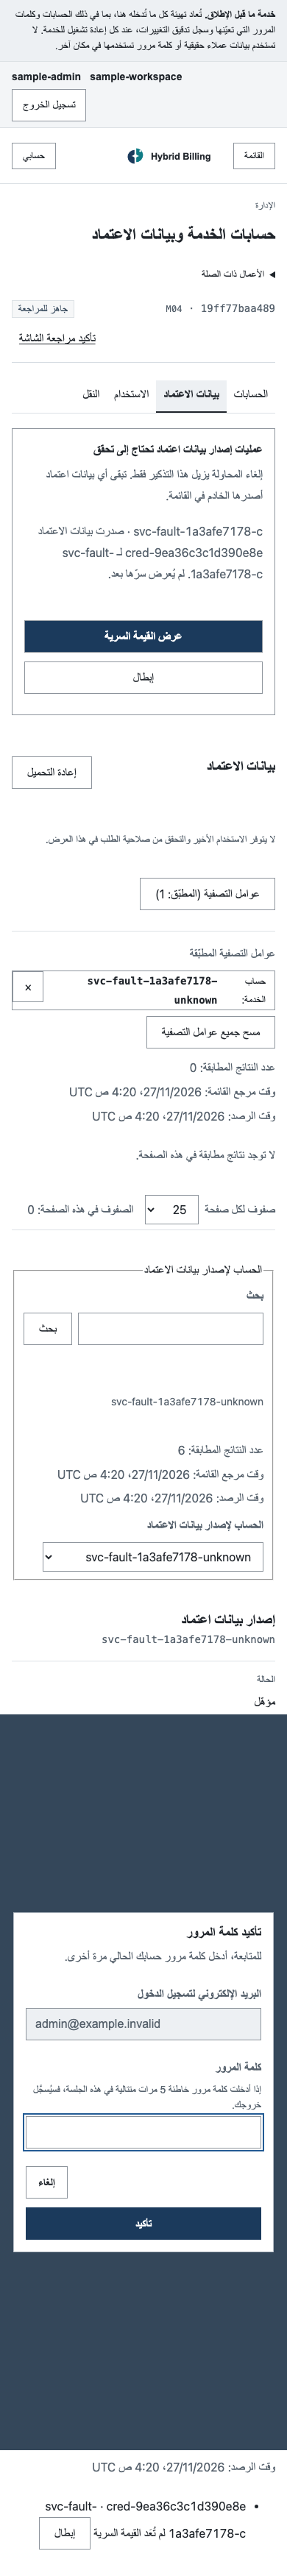 خدمة ما قبل الإطلاق. تُعاد تهيئة كل ما تُدخله هنا، بما في ذلك الحسابات وكلمات
المرور التي تعيّنها وسجل تدقيق التغييرات، عند كل إعادة تشغيل للخدمة. لا
تستخدم بيانات عملاء حقيقية أو كلمة مرور تستخدمها في مكان آخر.
sample-admin sample-workspace
تسجيل الخروج
القائمة
Hybrid Billing
حسابي
الإدارة
حسابات الخدمة وبيانات الاعتماد
◀ الأعمال ذات الصلة
M04 · 19ff77baa489
جاهز للمراجعة
تأكيد مراجعة الشاشة
الحسابات بيانات الاعتماد الاستخدام النقل
عمليات إصدار بيانات اعتماد تحتاج إلى تحقق
إلغاء المحاولة يزيل هذا التذكير فقط. تبقى أي بيانات اعتماد
أصدرها الخادم في القائمة.
svc-fault-1a3afe7178-c · صدرت بيانات الاعتماد
cred-9ea36c3c1d390e8e لـ svc-fault-
1a3afe7178-c. لم يُعرض سرّها بعد.
عرض القيمة السرية
إبطال
بيانات الاعتماد
إعادة التحميل
لا يتوفر الاستخدام الأخير والتحقق من صلاحية الطلب في هذا العرض.
عوامل التصفية (المطبّق: 1)
عوامل التصفية المطبّقة
حساب الخدمة:
svc-fault-1a3afe7178-
unknown
×
مسح جميع عوامل التصفية
عدد النتائج المطابقة: 0
وقت مرجع القائمة: 27/11/2026، 4:20 ص UTC
وقت الرصد: 27/11/2026، 4:20 ص UTC
لا توجد نتائج مطابقة في هذه الصفحة.
صفوف لكل صفحة 25 الصفوف في هذه الصفحة: 0
الحساب لإصدار بيانات الاعتماد
بحث
بحث
svc-fault-1a3afe7178-unknown
عدد النتائج المطابقة: 6
وقت مرجع القائمة: 27/11/2026، 4:20 ص UTC
وقت الرصد: 27/11/2026، 4:20 ص UTC
الحساب لإصدار بيانات الاعتماد
svc-fault-1a3afe7178-unknown
إصدار بيانات اعتماد
svc-fault-1a3afe7178-unknown
الحالة
مؤهّل
تأكيد كلمة المرور
للمتابعة، أدخل كلمة مرور حسابك الحالي مرة أخرى.
البريد الإلكتروني لتسجيل الدخول
admin@example.invalid
كلمة المرور
إذا أدخلت كلمة مرور خاطئة 5 مرات متتالية في هذه الجلسة، فسيُسجَّل
خروجك.
إلغاء
تأكيد
وقت الرصد: 27/11/2026، 4:20 ص UTC
• svc-fault- · cred-9ea36c3c1d390e8e
1a3afe7178-c لم تُعَد القيمة السرية إبطال